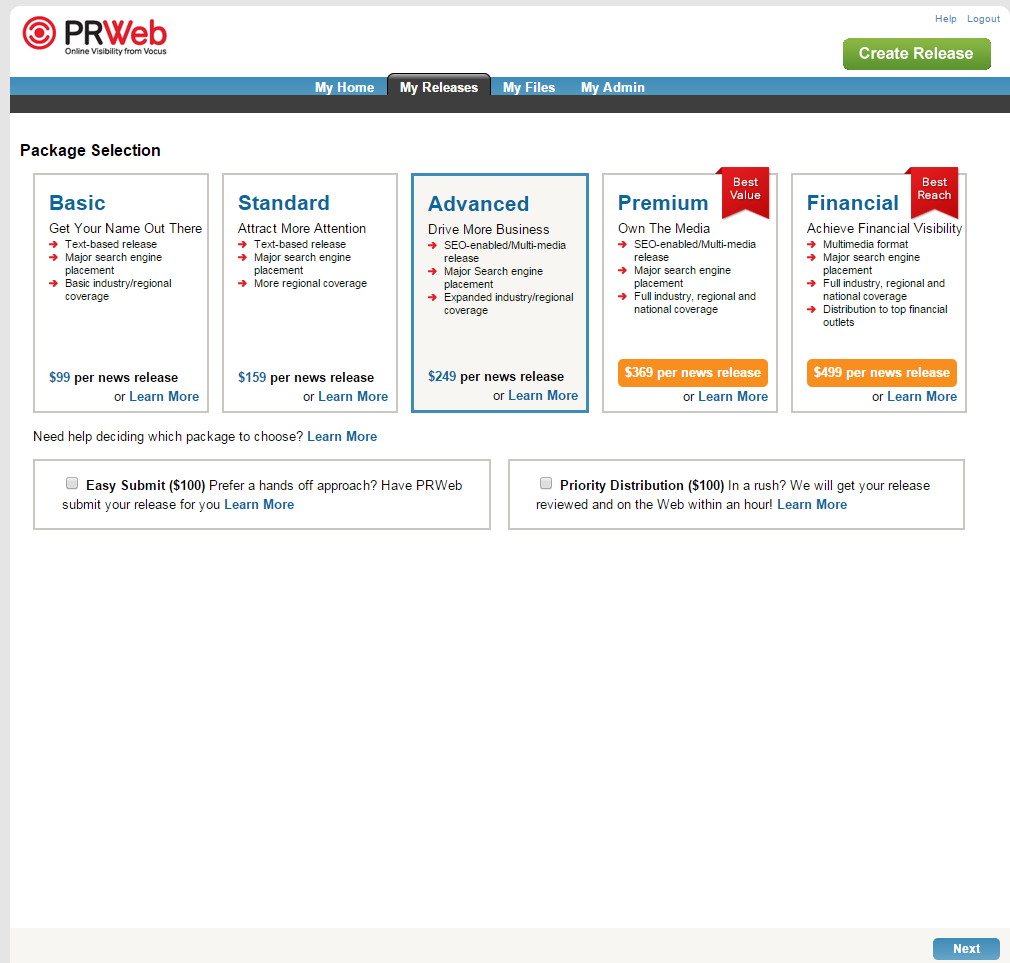 PRWeb
Online Visibility from Vocus
Help Logout
Create Release
My Home My Releases My Files My Admin
Package Selection
Basic
Get Your Name Out There
Text-based release
Major search engine
placement
Basic industry/regional
coverage
$99 per news release
or Learn More
Standard
Attract More Attention
Text-based release
Major search engine
placement
More regional coverage
$159 per news release
or Learn More
Advanced
Drive More Business
SEO-enabled/Multi-media
release
Major Search engine
placement
Expanded industry/regional
coverage
$249 per news release
or Learn More
Best
Value
Premium
Own The Media
SEO-enabled/Multi-media
release
Major search engine
placement
Full industry, regional and
national coverage
$369 per news release
or Learn More
Best
Reach
Financial
Achieve Financial Visibility
Multimedia format
Major search engine
placement
Full industry, regional and
national coverage
Distribution to top financial
outlets
$499 per news release
or Learn More
Need help deciding which package to choose? Learn More
Easy Submit ($100) Prefer a hands off approach? Have PRWeb
submit your release for you Learn More
Priority Distribution ($100) In a rush? We will get your release
reviewed and on the Web within an hour! Learn More
Next